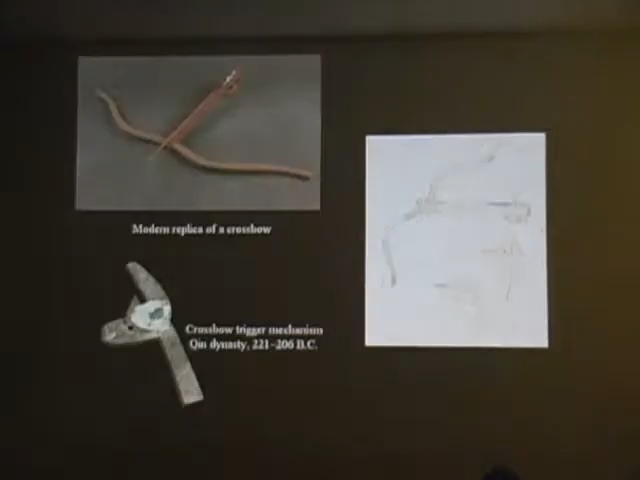 Modern replica of a crossbow
Crossbow trigger mechanism
Qin dynasty, 221-206 B.C.